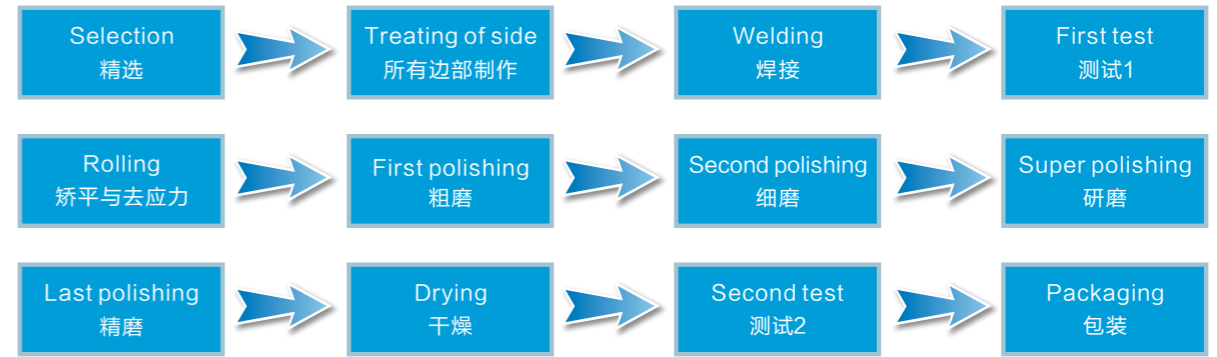 Selection
精选
Treating of side
所有边部制作
Welding
焊接
First test
测试1
Rolling
矫平与去应力
First polishing
粗磨
Second polishing
细磨
Super polishing
研磨
Last polishing
精磨
Drying
干燥
Second test
测试2
Packaging
包装